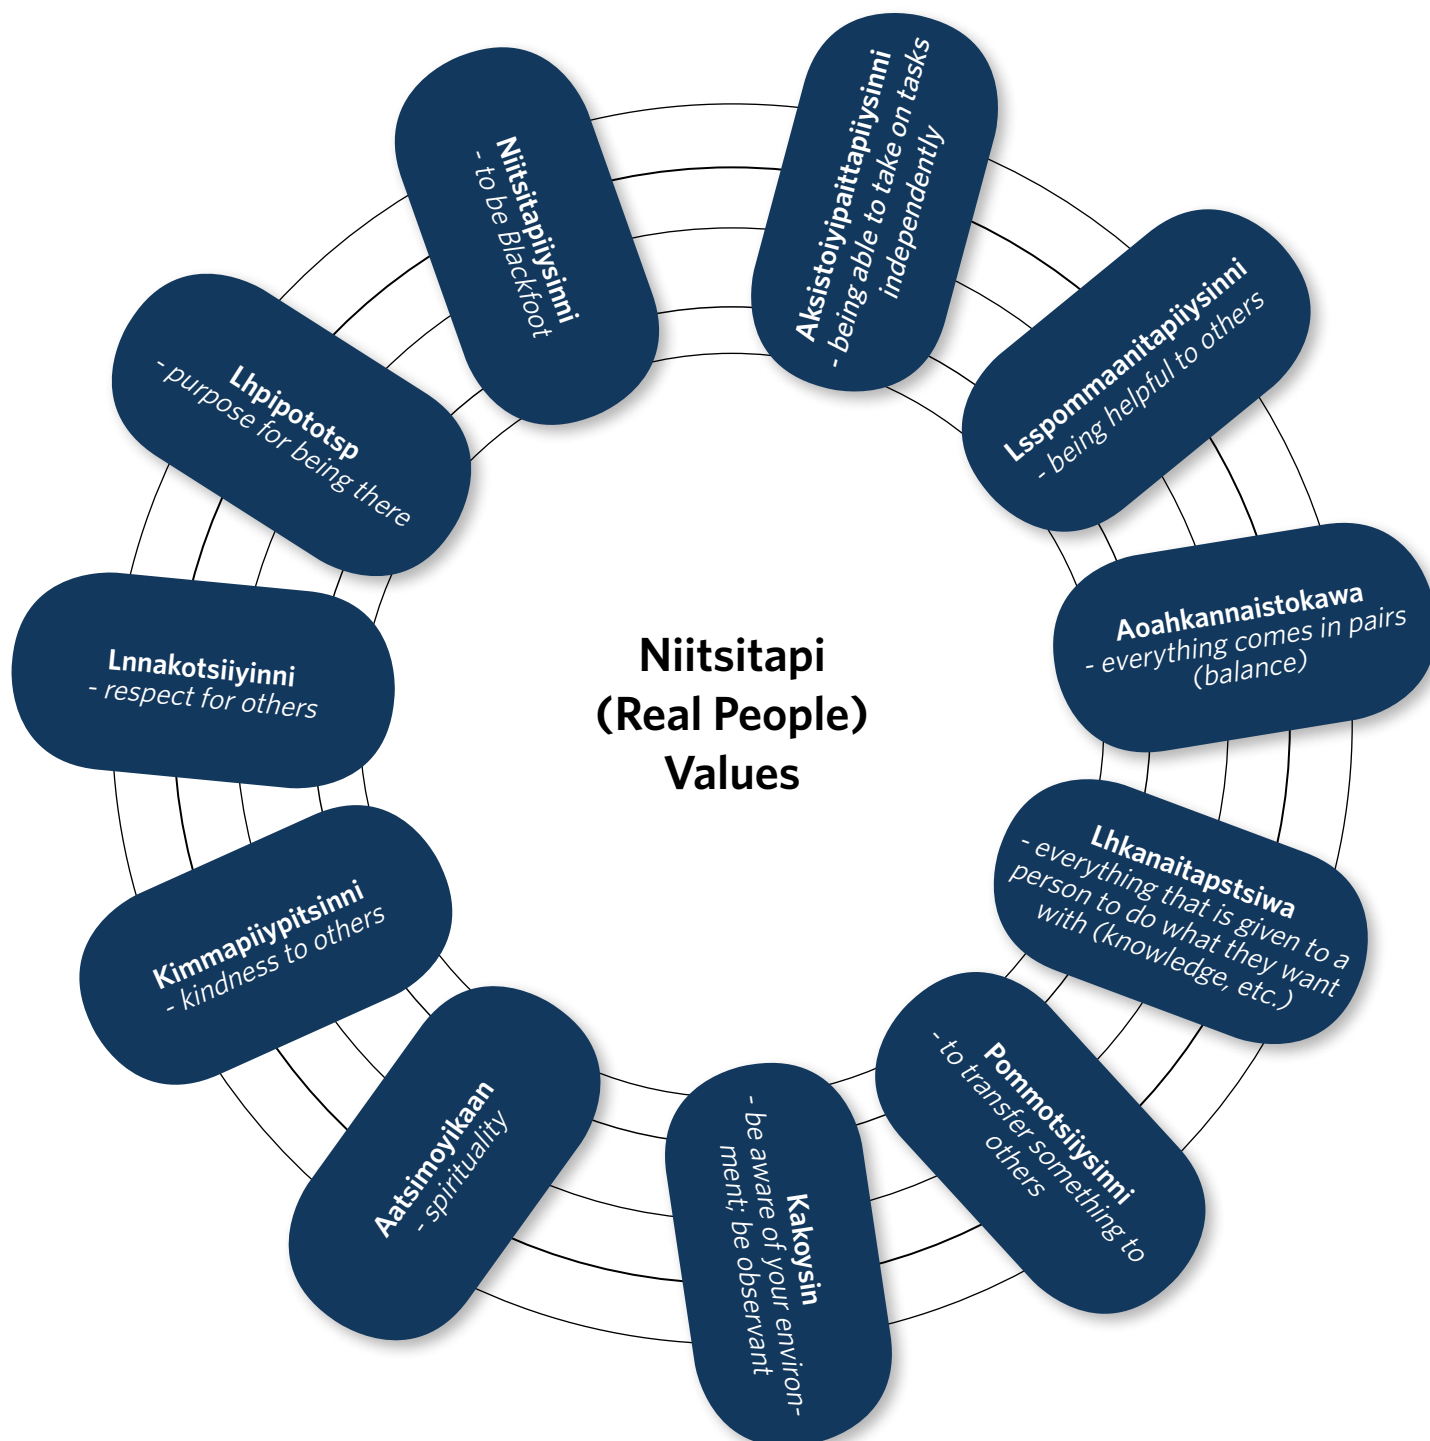 Niitsitapi
(Real People)
Values
Aksistoiyipaittapiiysinni
- being able to take on tasks
independently
Lsspommaanitapiiysinni
- being helpful to others
Aoahkannaistokawa
- everything comes in pairs
(balance)
Lhkanaitapstsiwa
- everything that is given to a
person to do what they want
with (knowledge, etc.)
Pommotsiiysinni
- to transfer something to
others
Kakoysin
- be aware of your environ-
ment; be observant
Aatsimoyikaan
- spirituality
Kimmapiiypitsinni
- kindness to others
Lnnakotsiiyinni
- respect for others
Lhpipototsp
- purpose for being there
Niitsitapiiysinni
- to be Blackfoot